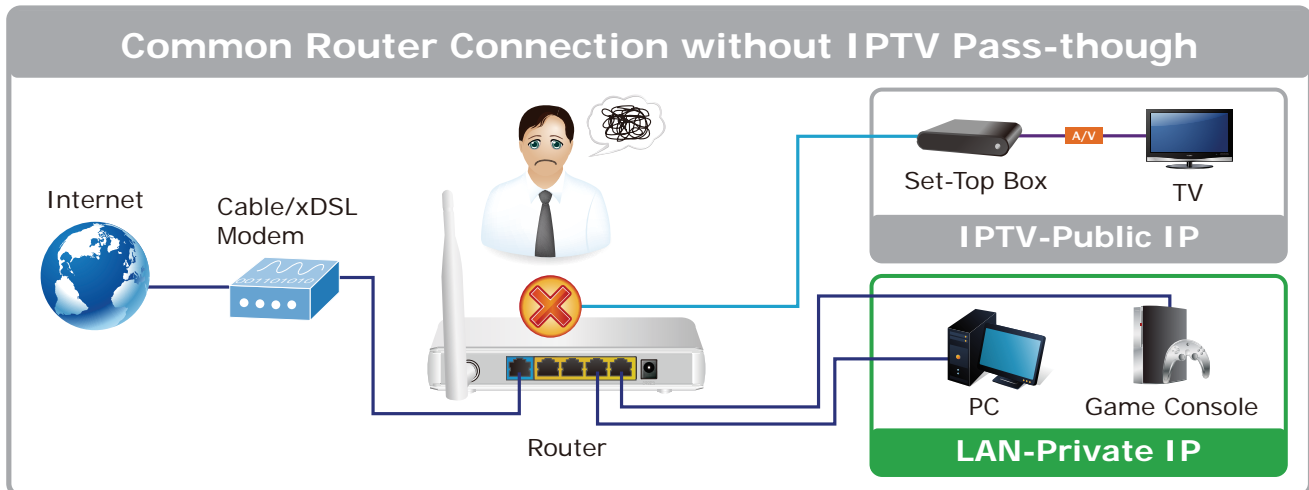 Common Router Connection without IPTV Pass-though
Internet
Cable/xDSL
Modem
001101010
Router
A/V
Set-Top Box
TV
IPTV-Public IP
PC
Game Console
LAN-Private IP